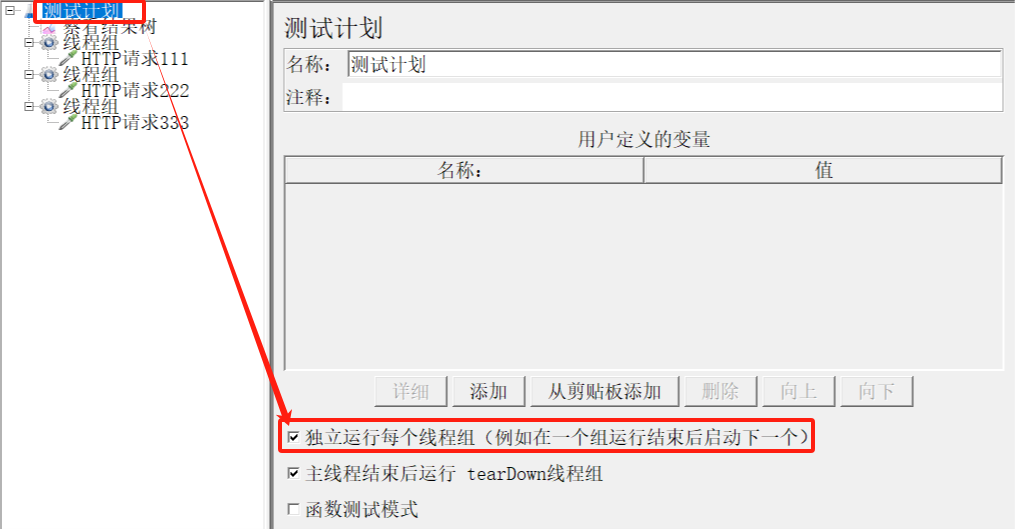 测试计划
察看结果树
线程组
HTTP请求111
线程组
HTTP请求222
线程组
HTTP请求333
测试计划
名称： 测试计划
注释：
用户定义的变量
名称： 值
详细 添加 从剪贴板添加 删除 向上 向下
独立运行每个线程组（例如在一个组运行结束后启动下一个）
主线程结束后运行 tearDown线程组
函数测试模式